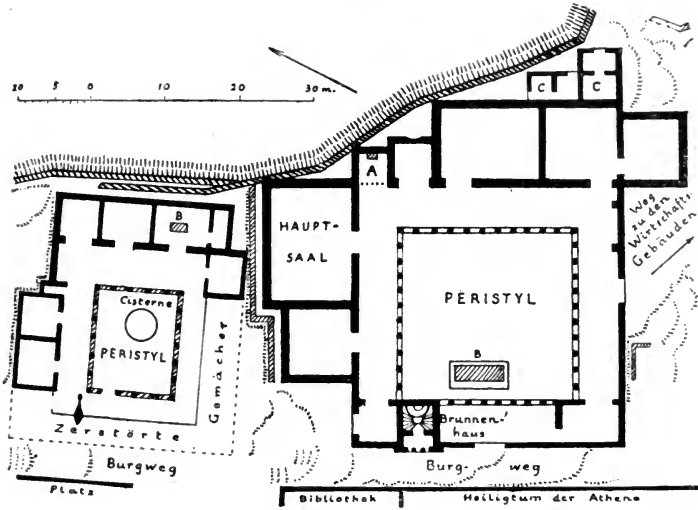 10 5 0 10 20 30 m.
C C
A
B
HAUPT-
SAAL
Weg
zu den
Wirtschafts-
Gebäuden
PERISTYL
Cisterne
PERISTYL
B
Gemächer
Zerstörte
Brunnen-
haus
Burgweg
Burg- weg
Platz
Bibliothek
Heiligtum der Athena